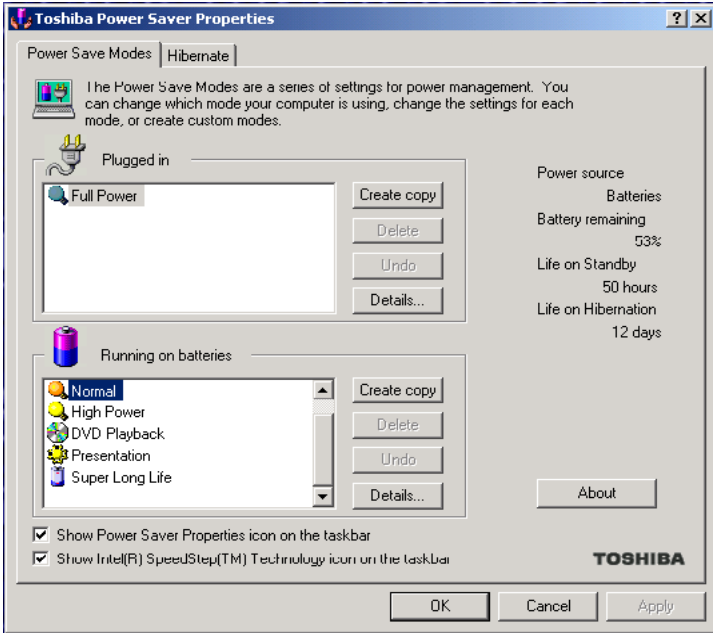 Toshiba Power Saver Properties
Power Save Modes
Hibernate
The Power Save Modes are a series of settings for power management. You
can change which mode your computer is using, change the settings for each
mode, or create custom modes.
Plugged in
Full Power
Create copy
Delete
Undo
Details...
Power source
Batteries
Battery remaining
53%
Life on Standby
50 hours
Life on Hibernation
12 days
Running on batteries
Normal
High Power
DVD Playback
Presentation
Super Long Life
Create copy
Delete
Undo
Details...
About
Show Power Saver Properties icon on the taskbar
Show Intel(R) SpeedStep(TM) Technology icon on the taskbar
TOSHIBA
OK
Cancel
Apply